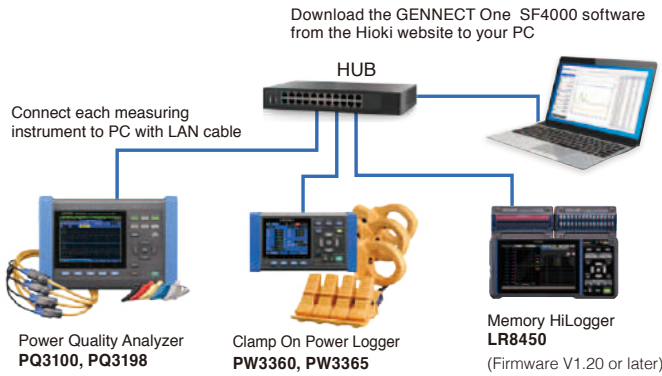 Download the GENNECT One SF4000 software
from the Hioki website to your PC
HUB
Connect each measuring
instrument to PC with LAN cable
Power Quality Analyzer
PQ3100, PQ3198
Clamp On Power Logger
PW3360, PW3365
Memory HiLogger
LR8450
(Firmware V1.20 or later)